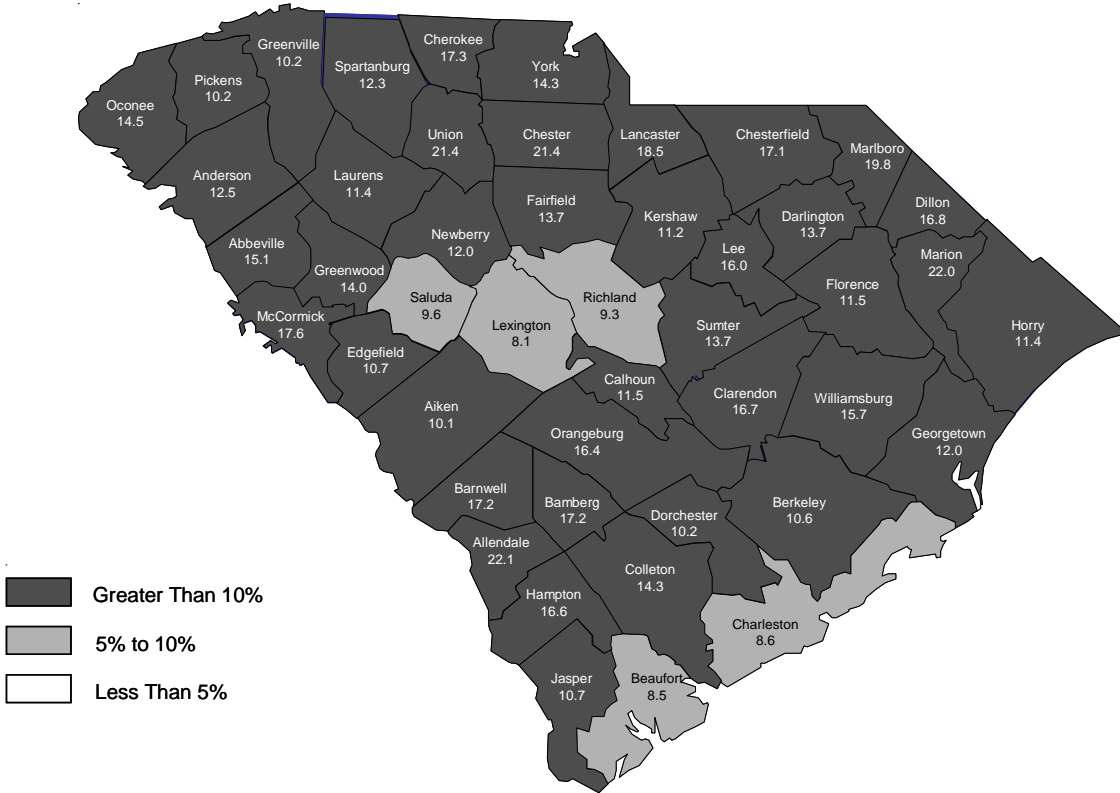 Greenville
10.2
Cherokee
17.3
York
14.3
Spartanburg
12.3
Pickens
10.2
Oconee
14.5
Union
21.4
Chester
21.4
Lancaster
18.5
Chesterfield
17.1
Marlboro
19.8
Anderson
12.5
Laurens
11.4
Fairfield
13.7
Kershaw
11.2
Darlington
13.7
Dillon
16.8
Abbeville
15.1
Greenwood
14.0
Newberry
12.0
Lee
16.0
Marion
22.0
Florence
11.5
Saluda
9.6
Richland
9.3
McCormick
17.6
Lexington
8.1
Sumter
13.7
Horry
11.4
Edgefield
10.7
Calhoun
11.5
Clarendon
16.7
Williamsburg
15.7
Aiken
10.1
Orangeburg
16.4
Georgetown
12.0
Barnwell
17.2
Bamberg
17.2
Dorchester
10.2
Berkeley
10.6
Allendale
22.1
Colleton
14.3
Hampton
16.6
Charleston
8.6
Jasper
10.7
Beaufort
8.5
Greater Than 10%
5% to 10%
Less Than 5%